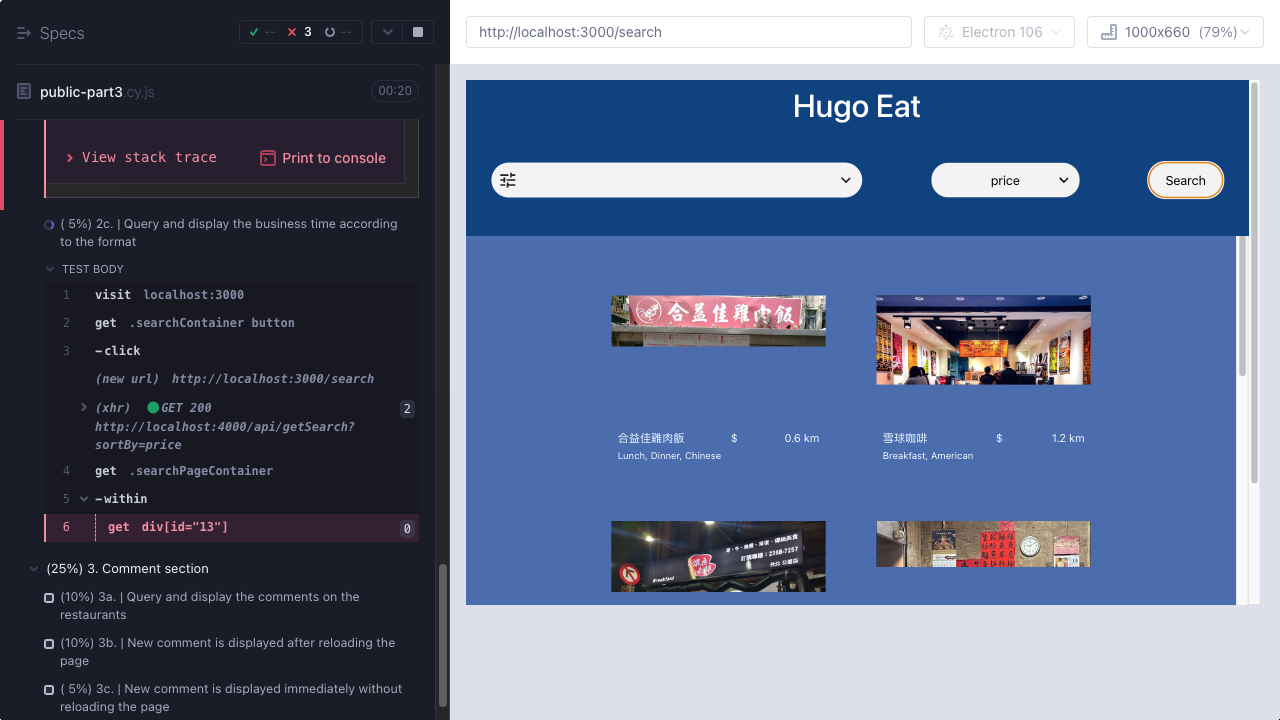 Specs
-- 3 --
public-part3.cy.js
00:20
View stack trace
Print to console
( 5%) 2c. | Query and display the business time according
to the format
TEST BODY
1 visit localhost:3000
2 get .searchContainer button
3 -click
(new url) http://localhost:3000/search
(xhr) GET 200 2
http://localhost:4000/api/getSearch?
sortBy=price
4 get .searchPageContainer
5 -within
6 get div[id="13"] 0
(25%) 3. Comment section
(10%) 3a. | Query and display the comments on the
restaurants
(10%) 3b. | New comment is displayed after reloading the
page
( 5%) 3c. | New comment is displayed immediately without
reloading the page
http://localhost:3000/search
Electron 106
1000x660 (79%)
Hugo Eat
price
Search
合益佳雞肉飯
合益佳雞肉飯 $ 0.6 km
Lunch, Dinner, Chinese
雪球咖啡 $ 1.2 km
Breakfast, American
訂購專線：2368-7257
Breakfast